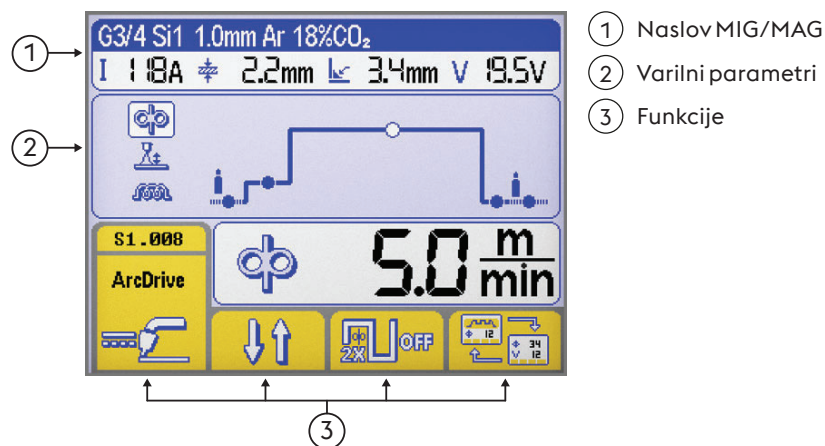 G3/4 Si1 1.0mm Ar 18%CO₂
I 118A 2.2mm 3.4mm V 19.5V
S1.008
ArcDrive
5.0 m/min
2X OFF
12
34
V 12
1
2
3
1 Naslov MIG/MAG
2 Varilni parametri
3 Funkcije